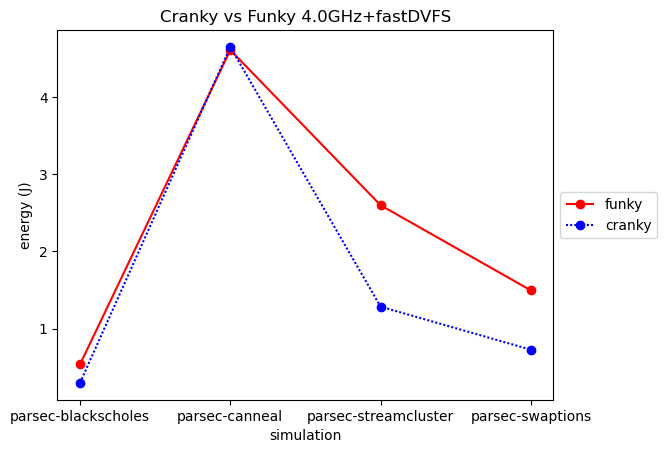 Cranky vs Funky 4.0GHz+fastDVFS
energy (J)
4
3
2
1
parsec-blackscholes parsec-canneal parsec-streamcluster parsec-swaptions
simulation
funky
cranky